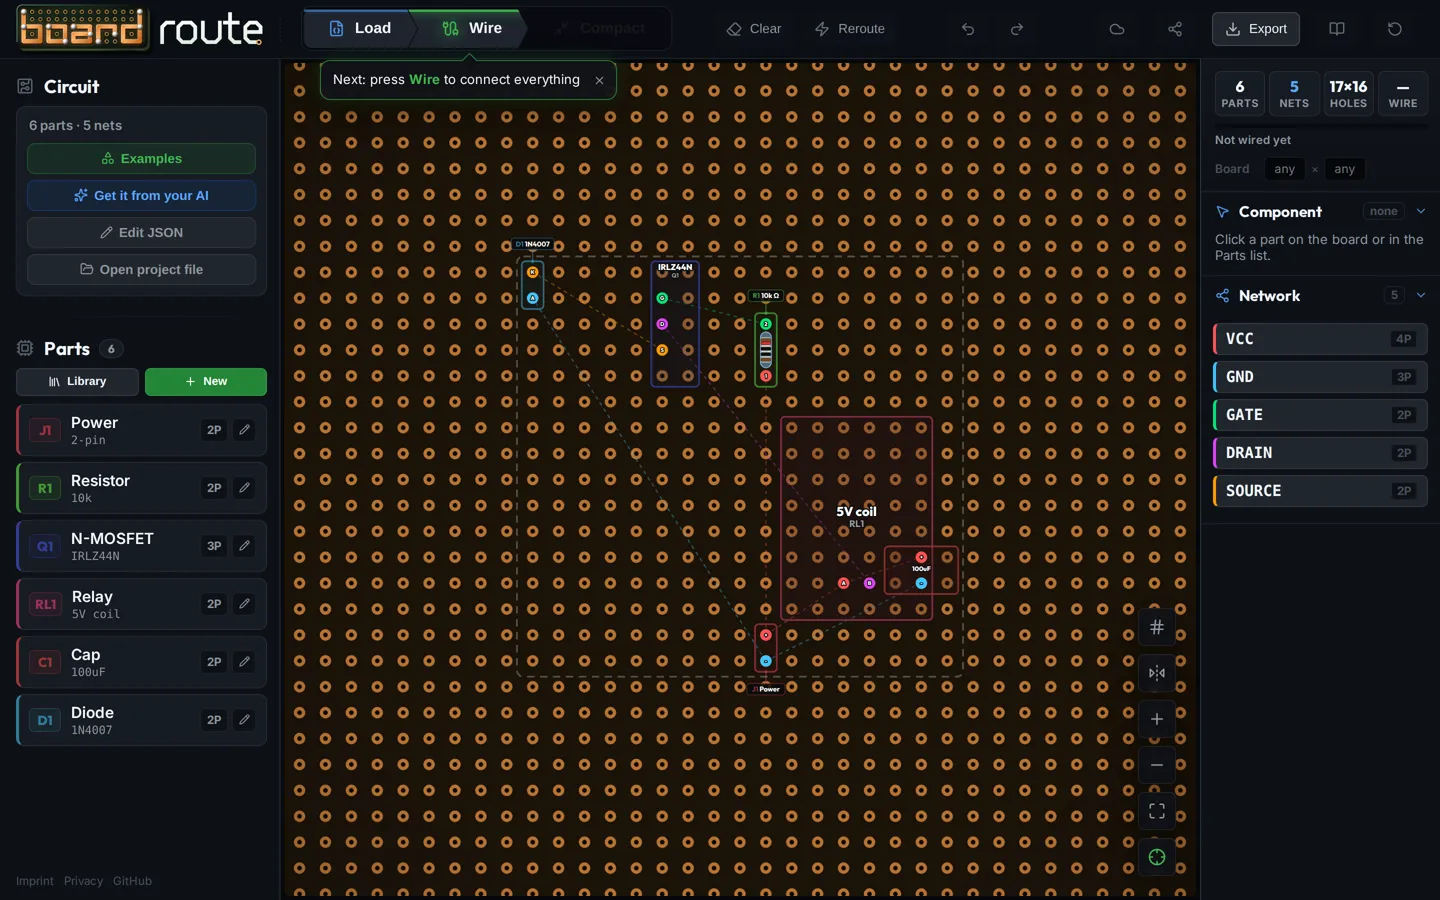 board route
Load
Wire
Compact
Clear
Reroute
Export
Next: press Wire to connect everything
Circuit
6 parts · 5 nets
Examples
Get it from your AI
Edit JSON
Open project file
Parts 6
Library
New
J1 Power 2-pin 2P
R1 Resistor 10k 2P
Q1 N-MOSFET IRLZ44N 3P
RL1 Relay 5V coil 2P
C1 Cap 100uF 2P
D1 Diode 1N4007 2P
Imprint Privacy GitHub
D1 1N4007
K
A
IRLZ44N
Q1
G
D
S
R1 10k Ω
2
1
5V coil
RL1
A
B
100uF
J1 Power
6 PARTS
5 NETS
17×16 HOLES
— WIRE
Not wired yet
Board any × any
Component none
Click a part on the board or in the
Parts list.
Network 5
VCC 4P
GND 3P
GATE 2P
DRAIN 2P
SOURCE 2P